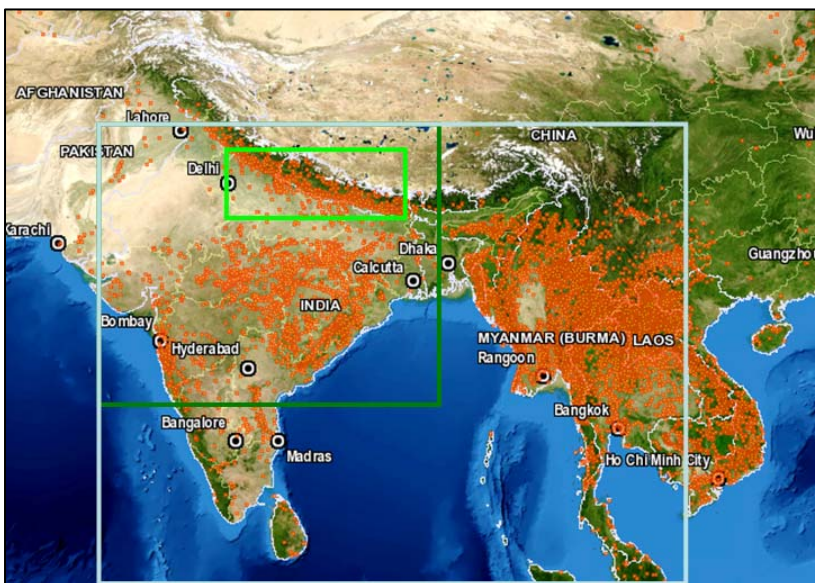 AFGHANISTAN
Lahore
CHINA
Wu
PAKISTAN
Delhi
Karachi
Dhaka
Guangzhou
Calcutta
INDIA
Bombay
MYANMAR (BURMA) LAOS
Hyderabad
Rangoon
Bangkok
Bangalore
Madras
Ho Chi Minh City